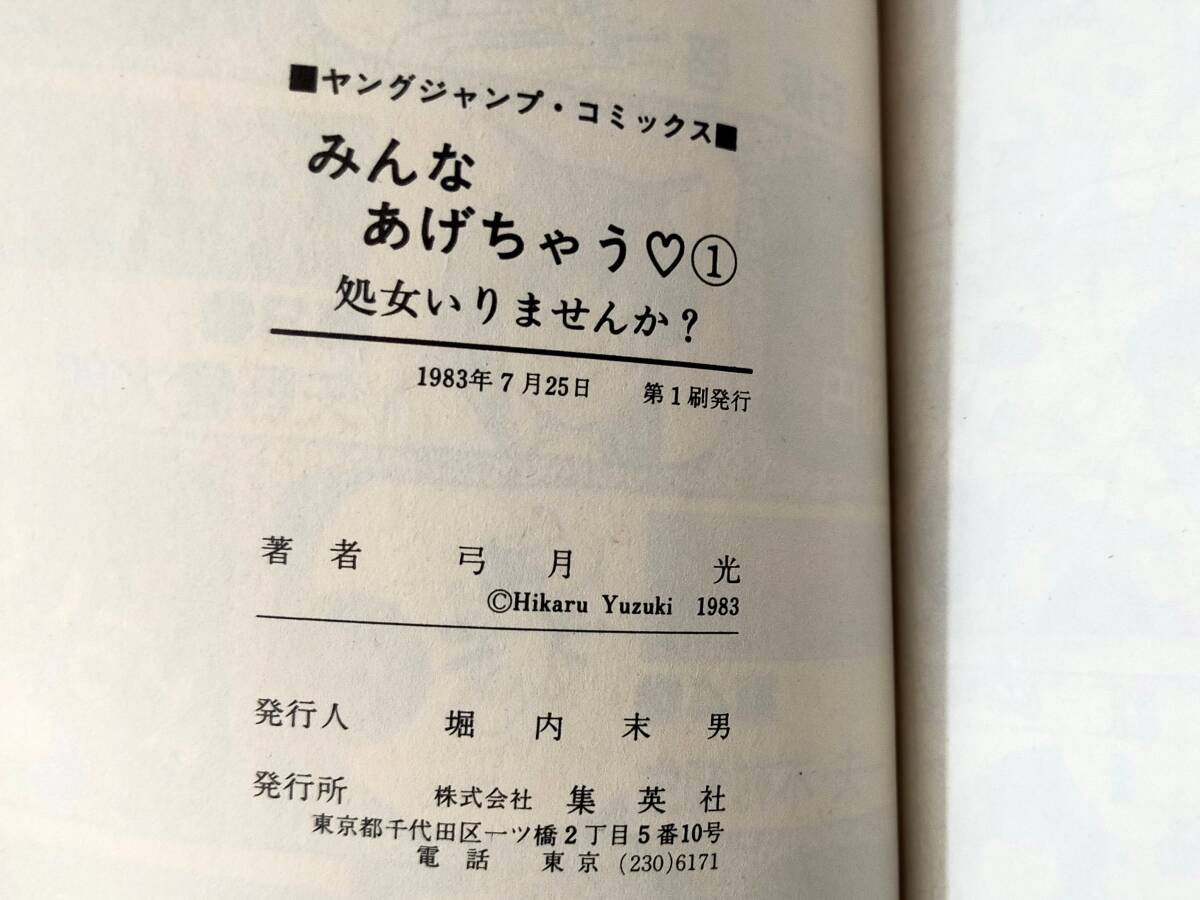 ■ヤングジャンプ・コミックス■
みんな
あげちゃう♡①
処女いりませんか?
1983年7月25日 第1刷発行
著者 弓月光
©Hikaru Yuzuki 1983
発行人 堀内末男
発行所 株式会社 集英社
東京都千代田区一ツ橋2丁目5番10号
電話 東京 (230)6171